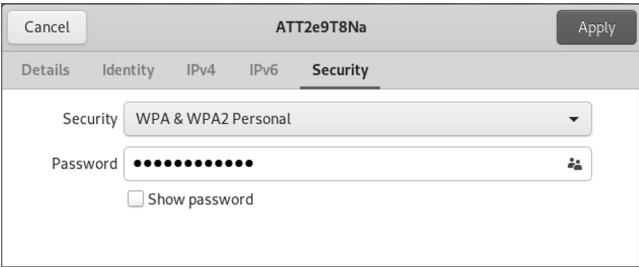 Cancel ATT2e9T8Na Apply
Details Identity IPv4 IPv6 Security
Security WPA & WPA2 Personal
Password ●●●●●●●●●●●●
Show password